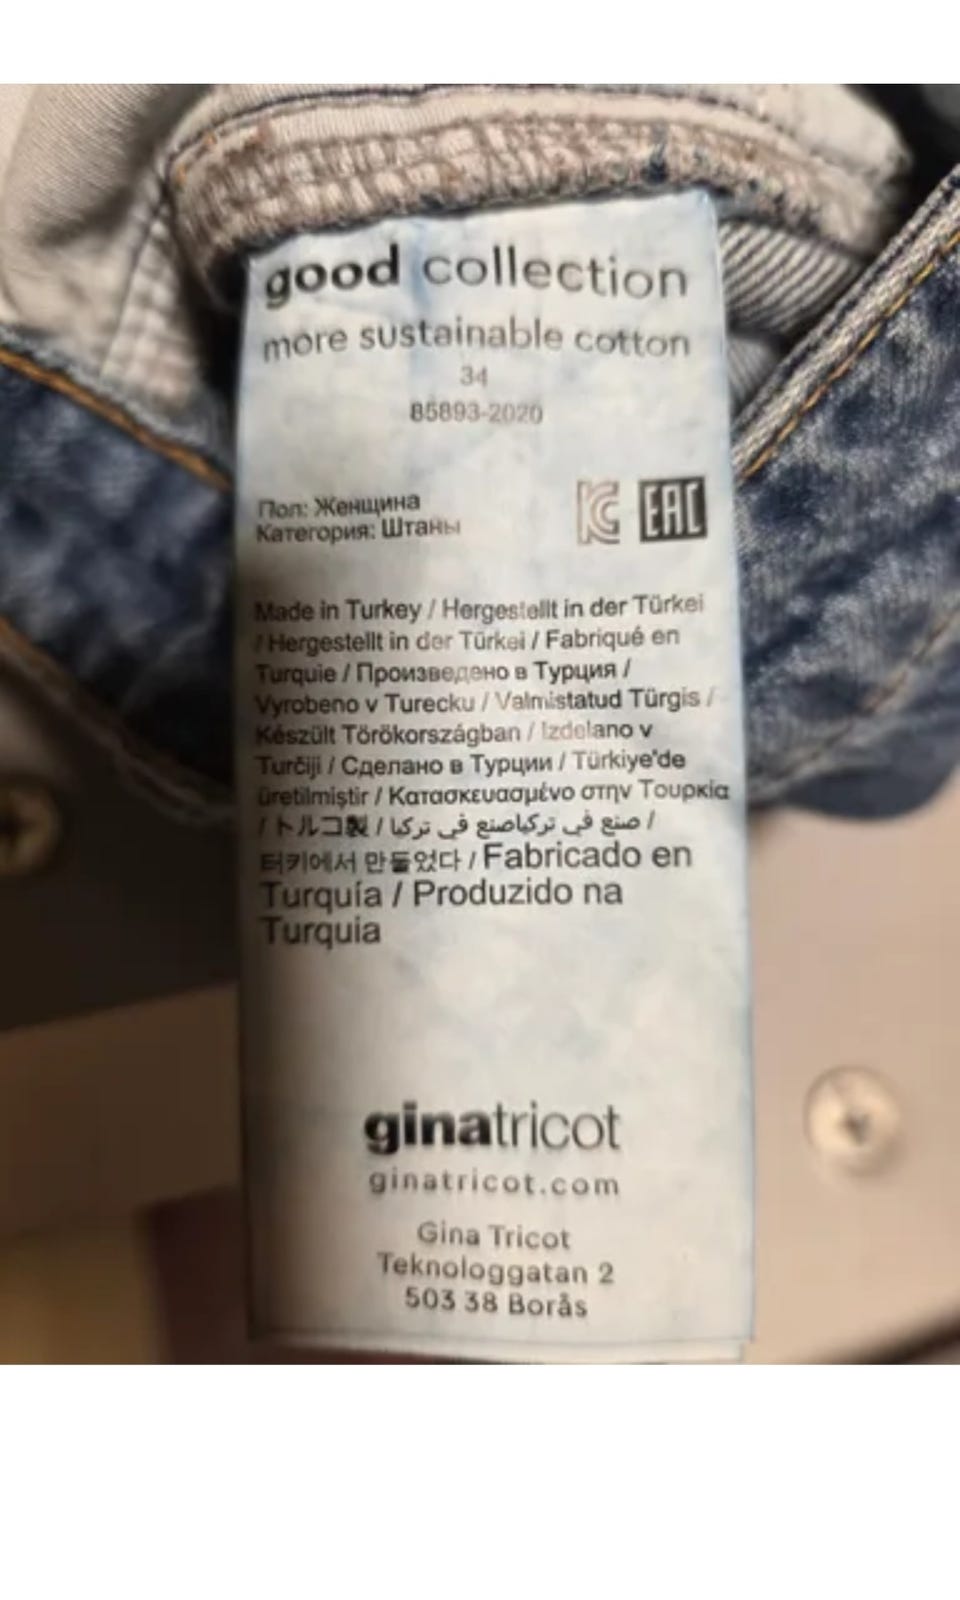 good collection
more sustainable cotton
34
85893-2020
Пол: Женщина
Категория: Штаны
KC EAC
Made in Turkey / Hergestellt in der Türkei
/ Hergestellt in der Türkei / Fabriqué en
Turquie / Произведено в Турция /
Vyrobeno v Turecku / Valmistatud Türgis /
Készült Törökországban / Izdelano v
Turčiji / Сделано в Турции / Türkiye'de
üretilmiştir / Κατασκευασμένο στην Τουρκία
/ トルコ製 / صنع في تركياصنع في تركيا /
터키에서 만들었다 / Fabricado en
Turquía / Produzido na
Turquia
ginatricot
ginatricot.com
Gina Tricot
Teknologgatan 2
503 38 Borås